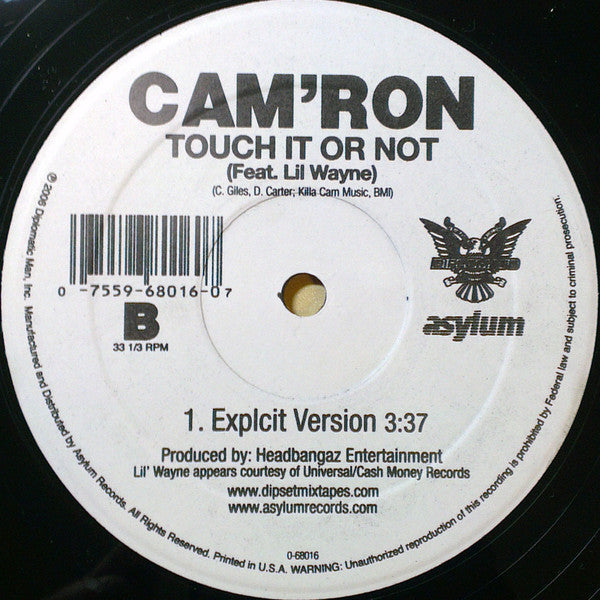 CAM'RON
TOUCH IT OR NOT
(Feat. Lil Wayne)
(C. Giles, D. Carter; Killa Cam Music, BMI)
0 -7559-68016-0 7
B
33 1/3 RPM
DIPLOMATS
asylum
1. Explcit Version 3:37
Produced by: Headbangaz Entertainment
Lil' Wayne appears courtesy of Universal/Cash Money Records
www.dipsetmixtapes.com
www.asylumrecords.com
0-68016
℗ 2006 Diplomatic Man, Inc. Manufactured and Distributed by Asylum Records. All Rights Reserved. Printed in U.S.A. WARNING: Unauthorized reproduction of this recording is prohibited by Federal law and subject to criminal prosecution.